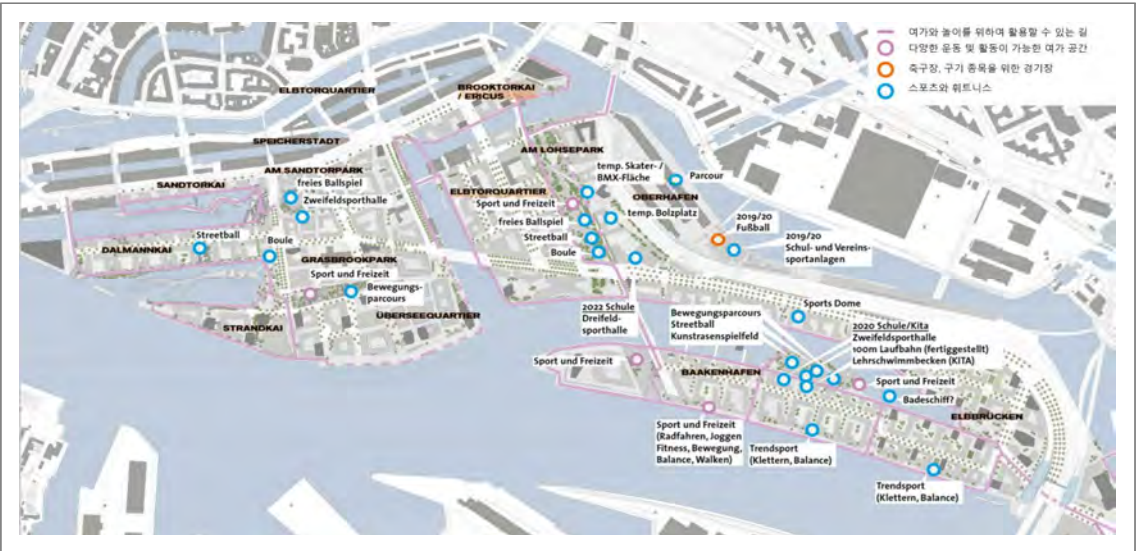 여가와 놀이를 위하여 활용할 수 있는 길
다양한 운동 및 활동이 가능한 여가 공간
축구장, 구기 종목을 위한 경기장
스포츠와 휘트니스
ELBTORQUARTIER
BROOKTORKAI
/ ERICUS
SPEICHERSTADT
AM LOHSEPARK
AM SANDTORPARK
freies Ballspiel
Zweifeldsporthalle
SANDTORKAI
temp. Skater- /
BMX-Fläche
Parcour
OBERHAFEN
ELBTORQUARTIER
Sport und Freizeit
freies Ballspiel
temp. Bolzplatz
Streetball
Boule
2019/20
Fußball
2019/20
Schul- und Vereins-
sportanlagen
Streetball
DALMANNKAI
Boule
GRASBROOKPARK
Sport und Freizeit
Bewegungs-
parcours
STRANDKAI
ÜBERSEEQUARTIER
2022 Schule
Dreifeld-
sporthalle
Sports Dome
Bewegungsparcours
Streetball
Kunstrasenspielfeld
2020 Schule/Kita
Zweifeldsporthalle
100m Laufbahn (fertiggestellt)
Lehrschwimmbecken (KITA)
Sport und Freizeit
BAAKENHAFEN
Sport und Freizeit
Badeschiff?
ELBBRÜCKEN
Sport und Freizeit
(Radfahren, Joggen
Fitness, Bewegung,
Balance, Walken)
Trendsport
(Klettern, Balance)
Trendsport
(Klettern, Balance)